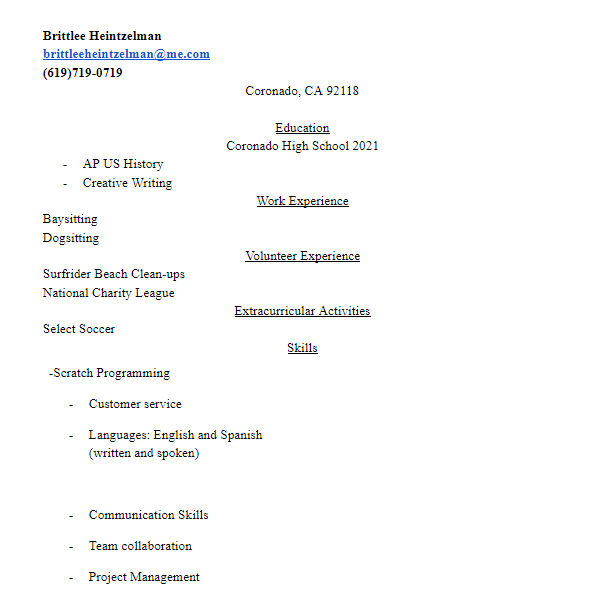 Brittlee Heintzelman
brittleeheintzelman@me.com
(619)719-0719
Coronado, CA 92118
Education
Coronado High School 2021
- AP US History
- Creative Writing
Work Experience
Baysitting
Dogsitting
Volunteer Experience
Surfrider Beach Clean-ups
National Charity League
Extracurricular Activities
Select Soccer
Skills
-Scratch Programming
- Customer service
- Languages: English and Spanish
(written and spoken)
- Communication Skills
- Team collaboration
- Project Management